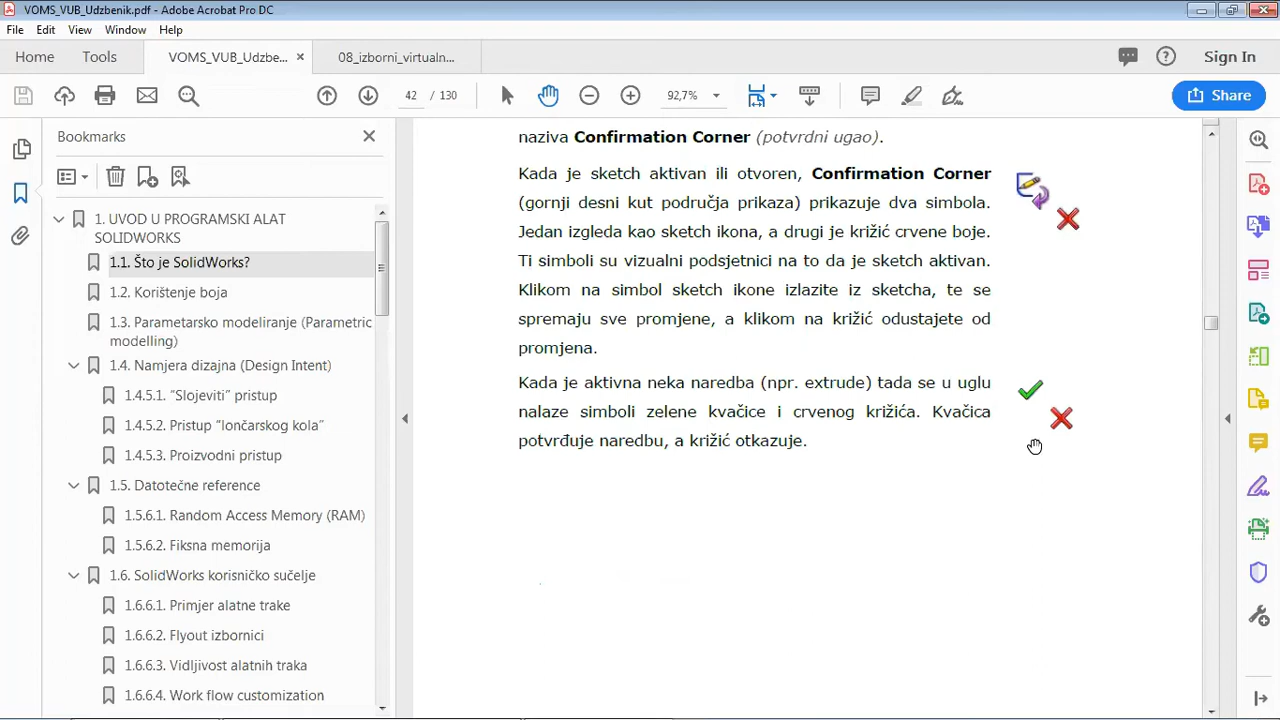 VOMS_VUB_Udzbenik.pdf - Adobe Acrobat Pro DC
File Edit View Window Help
Home Tools VOMS_VUB_Udzbe... 08_izborni_virtualn... Sign In
42 / 130 92,7% Share
Bookmarks
1. UVOD U PROGRAMSKI ALAT
SOLIDWORKS
1.1. Što je SolidWorks?
1.2. Korištenje boja
1.3. Parametarsko modeliranje (Parametric
modelling)
1.4. Namjera dizajna (Design Intent)
1.4.5.1. “Slojeviti” pristup
1.4.5.2. Pristup “lončarskog kola”
1.4.5.3. Proizvodni pristup
1.5. Datotečne reference
1.5.6.1. Random Access Memory (RAM)
1.5.6.2. Fiksna memorija
1.6. SolidWorks korisničko sučelje
1.6.6.1. Primjer alatne trake
1.6.6.2. Flyout izbornici
1.6.6.3. Vidljivost alatnih traka
1.6.6.4. Work flow customization
naziva Confirmation Corner (potvrdni ugao).
Kada je sketch aktivan ili otvoren, Confirmation Corner
(gornji desni kut područja prikaza) prikazuje dva simbola.
Jedan izgleda kao sketch ikona, a drugi je križić crvene boje.
Ti simboli su vizualni podsjetnici na to da je sketch aktivan.
Klikom na simbol sketch ikone izlazite iz sketcha, te se
spremaju sve promjene, a klikom na križić odustajete od
promjena.
Kada je aktivna neka naredba (npr. extrude) tada se u uglu
nalaze simboli zelene kvačice i crvenog križića. Kvačica
potvrđuje naredbu, a križić otkazuje.